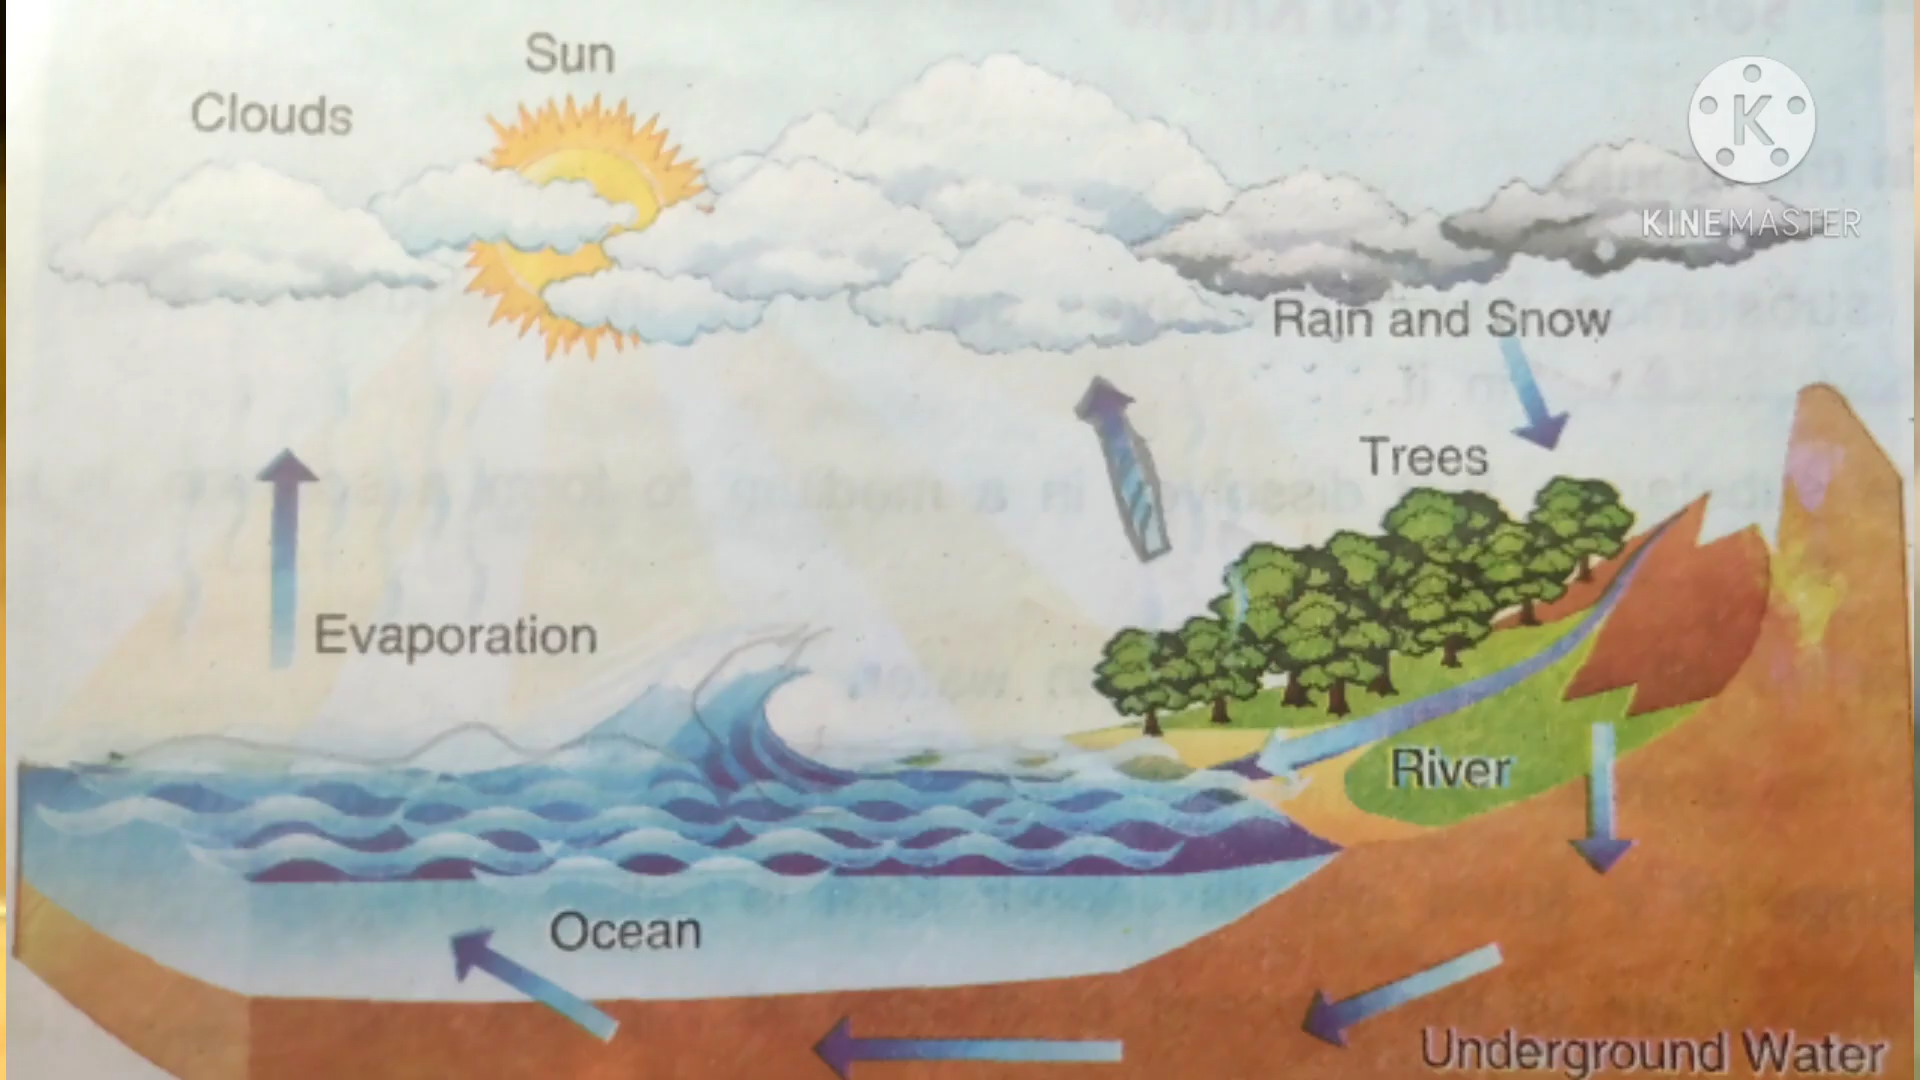 Sun
Clouds
K
KINEMASTER
Rain and Snow
Trees
Evaporation
River
Ocean
Underground Water